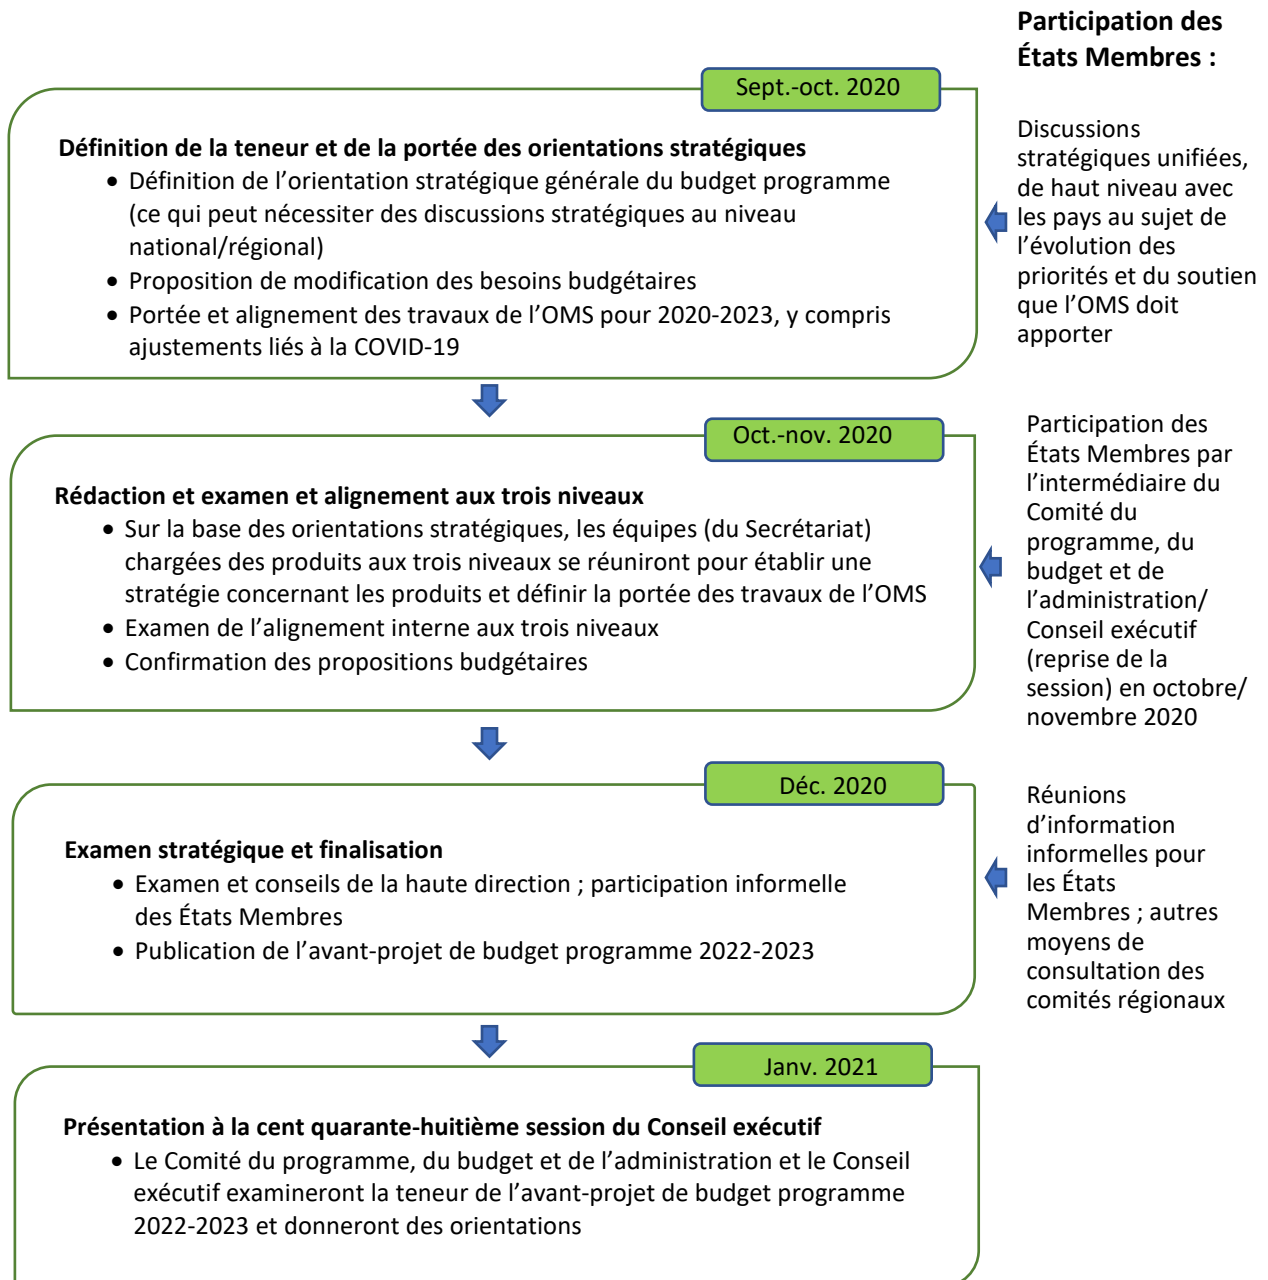 Participation des
États Membres :
Sept.-oct. 2020
Définition de la teneur et de la portée des orientations stratégiques
• Définition de l’orientation stratégique générale du budget programme
(ce qui peut nécessiter des discussions stratégiques au niveau
national/régional)
• Proposition de modification des besoins budgétaires
• Portée et alignement des travaux de l’OMS pour 2020-2023, y compris
ajustements liés à la COVID-19
Discussions
stratégiques unifiées,
de haut niveau avec
les pays au sujet de
l’évolution des
priorités et du soutien
que l’OMS doit
apporter
Oct.-nov. 2020
Rédaction et examen et alignement aux trois niveaux
• Sur la base des orientations stratégiques, les équipes (du Secrétariat)
chargées des produits aux trois niveaux se réuniront pour établir une
stratégie concernant les produits et définir la portée des travaux de l’OMS
• Examen de l’alignement interne aux trois niveaux
• Confirmation des propositions budgétaires
Participation des
États Membres par
l’intermédiaire du
Comité du
programme, du
budget et de
l’administration/
Conseil exécutif
(reprise de la
session) en octobre/
novembre 2020
Déc. 2020
Examen stratégique et finalisation
• Examen et conseils de la haute direction ; participation informelle
des États Membres
• Publication de l’avant-projet de budget programme 2022-2023
Réunions
d’information
informelles pour
les États
Membres ; autres
moyens de
consultation des
comités régionaux
Janv. 2021
Présentation à la cent quarante-huitième session du Conseil exécutif
• Le Comité du programme, du budget et de l’administration et le Conseil
exécutif examineront la teneur de l’avant-projet de budget programme
2022-2023 et donneront des orientations